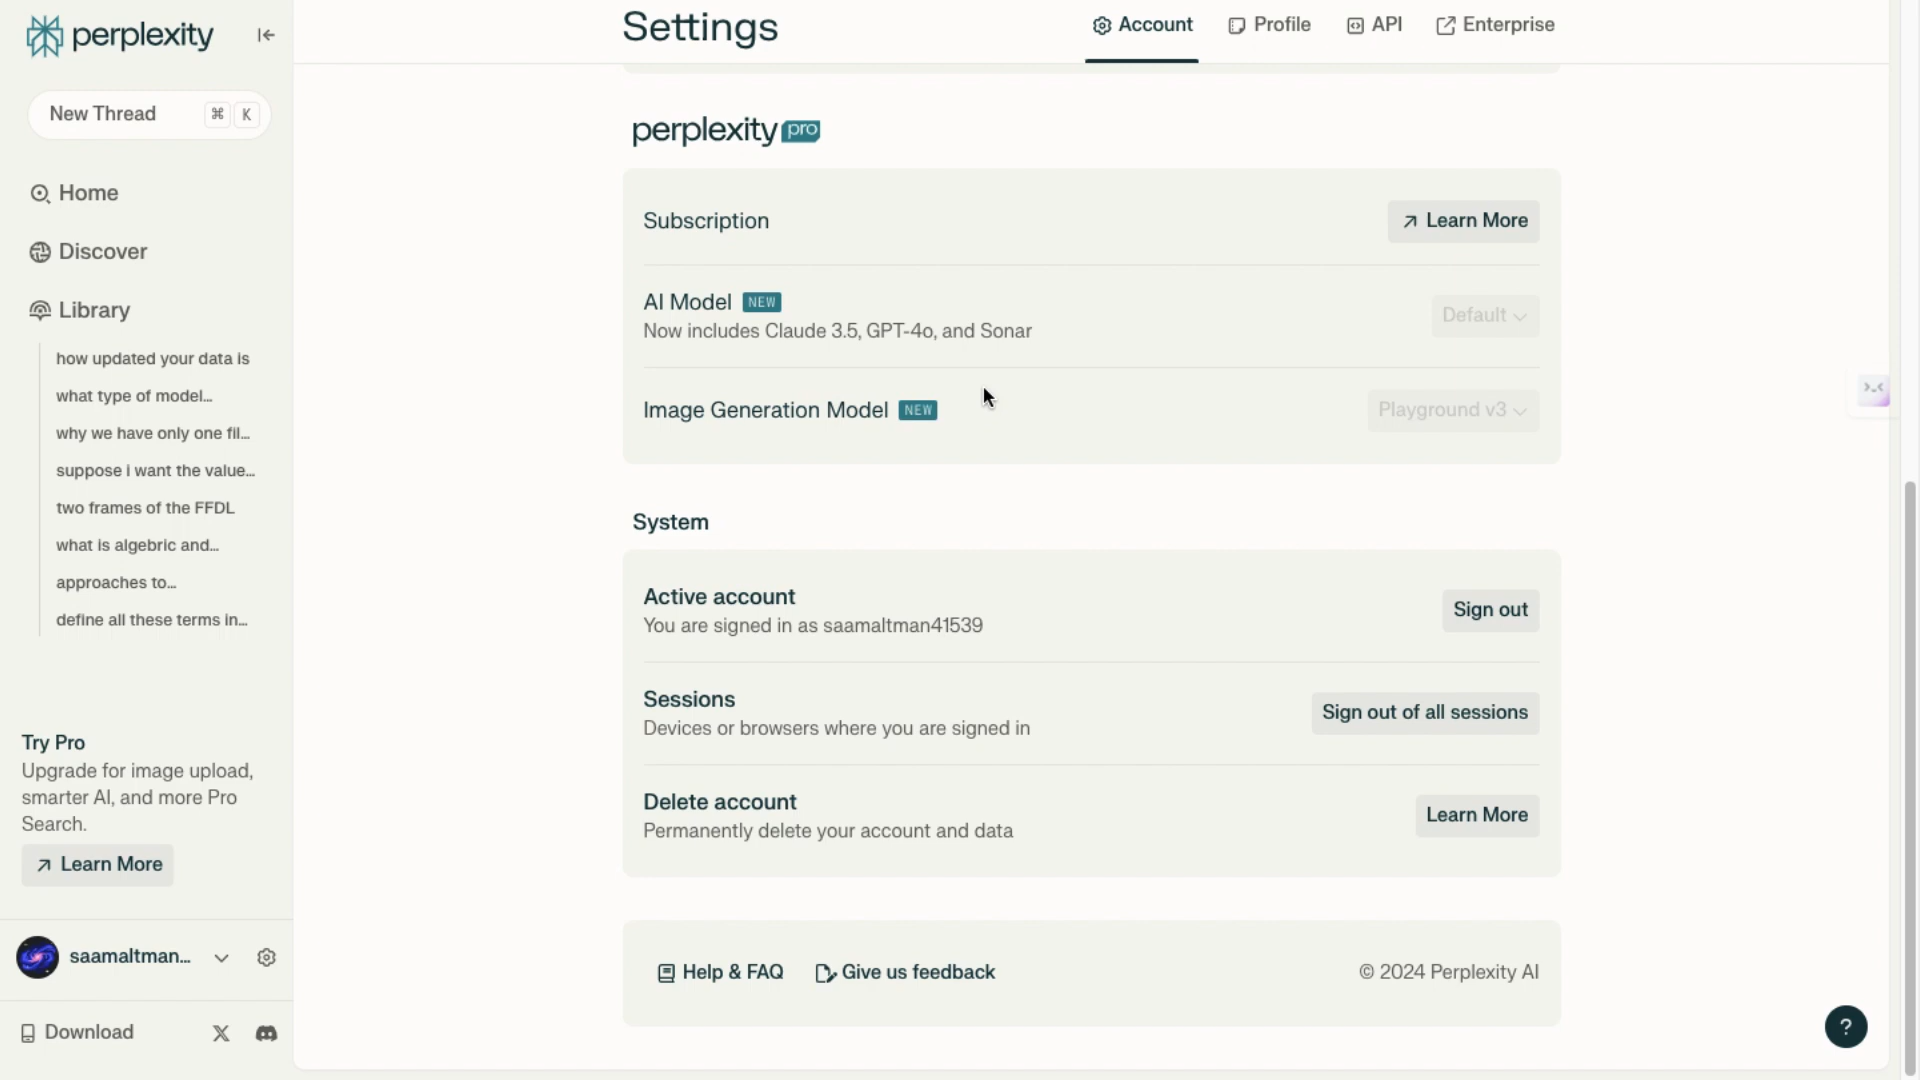 perplexity
New Thread ⌘ K
Home
Discover
Library
how updated your data is
what type of model...
why we have only one fil...
suppose i want the value...
two frames of the FFDL
what is algebric and...
approaches to...
define all these terms in...
Try Pro
Upgrade for image upload,
smarter AI, and more Pro
Search.
Learn More
saamaltman...
Download
Settings
Account
Profile
API
Enterprise
perplexity pro
Subscription
Learn More
AI Model NEW
Now includes Claude 3.5, GPT-4o, and Sonar
Default
Image Generation Model NEW
Playground v3
System
Active account
You are signed in as saamaltman41539
Sign out
Sessions
Devices or browsers where you are signed in
Sign out of all sessions
Delete account
Permanently delete your account and data
Learn More
Help & FAQ
Give us feedback
© 2024 Perplexity AI
?